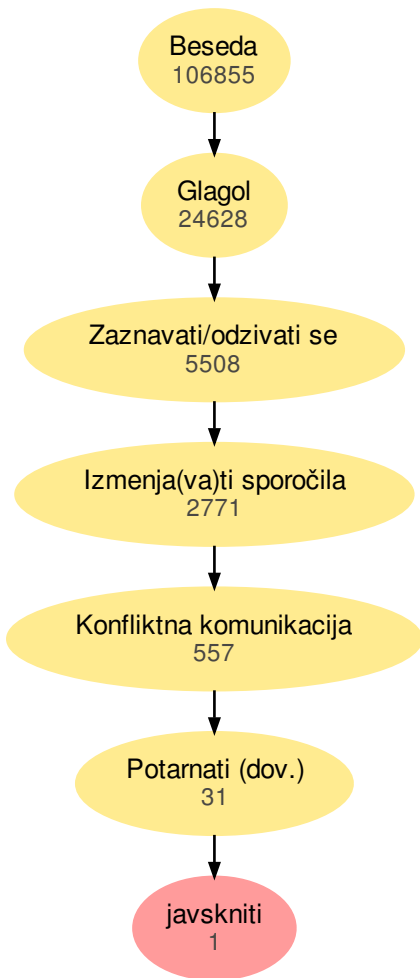 Beseda
106855
Glagol
24628
Zaznavati/odzivati se
5508
Izmenja(va)ti sporočila
2771
Konfliktna komunikacija
557
Potarnati (dov.)
31
javskniti
1